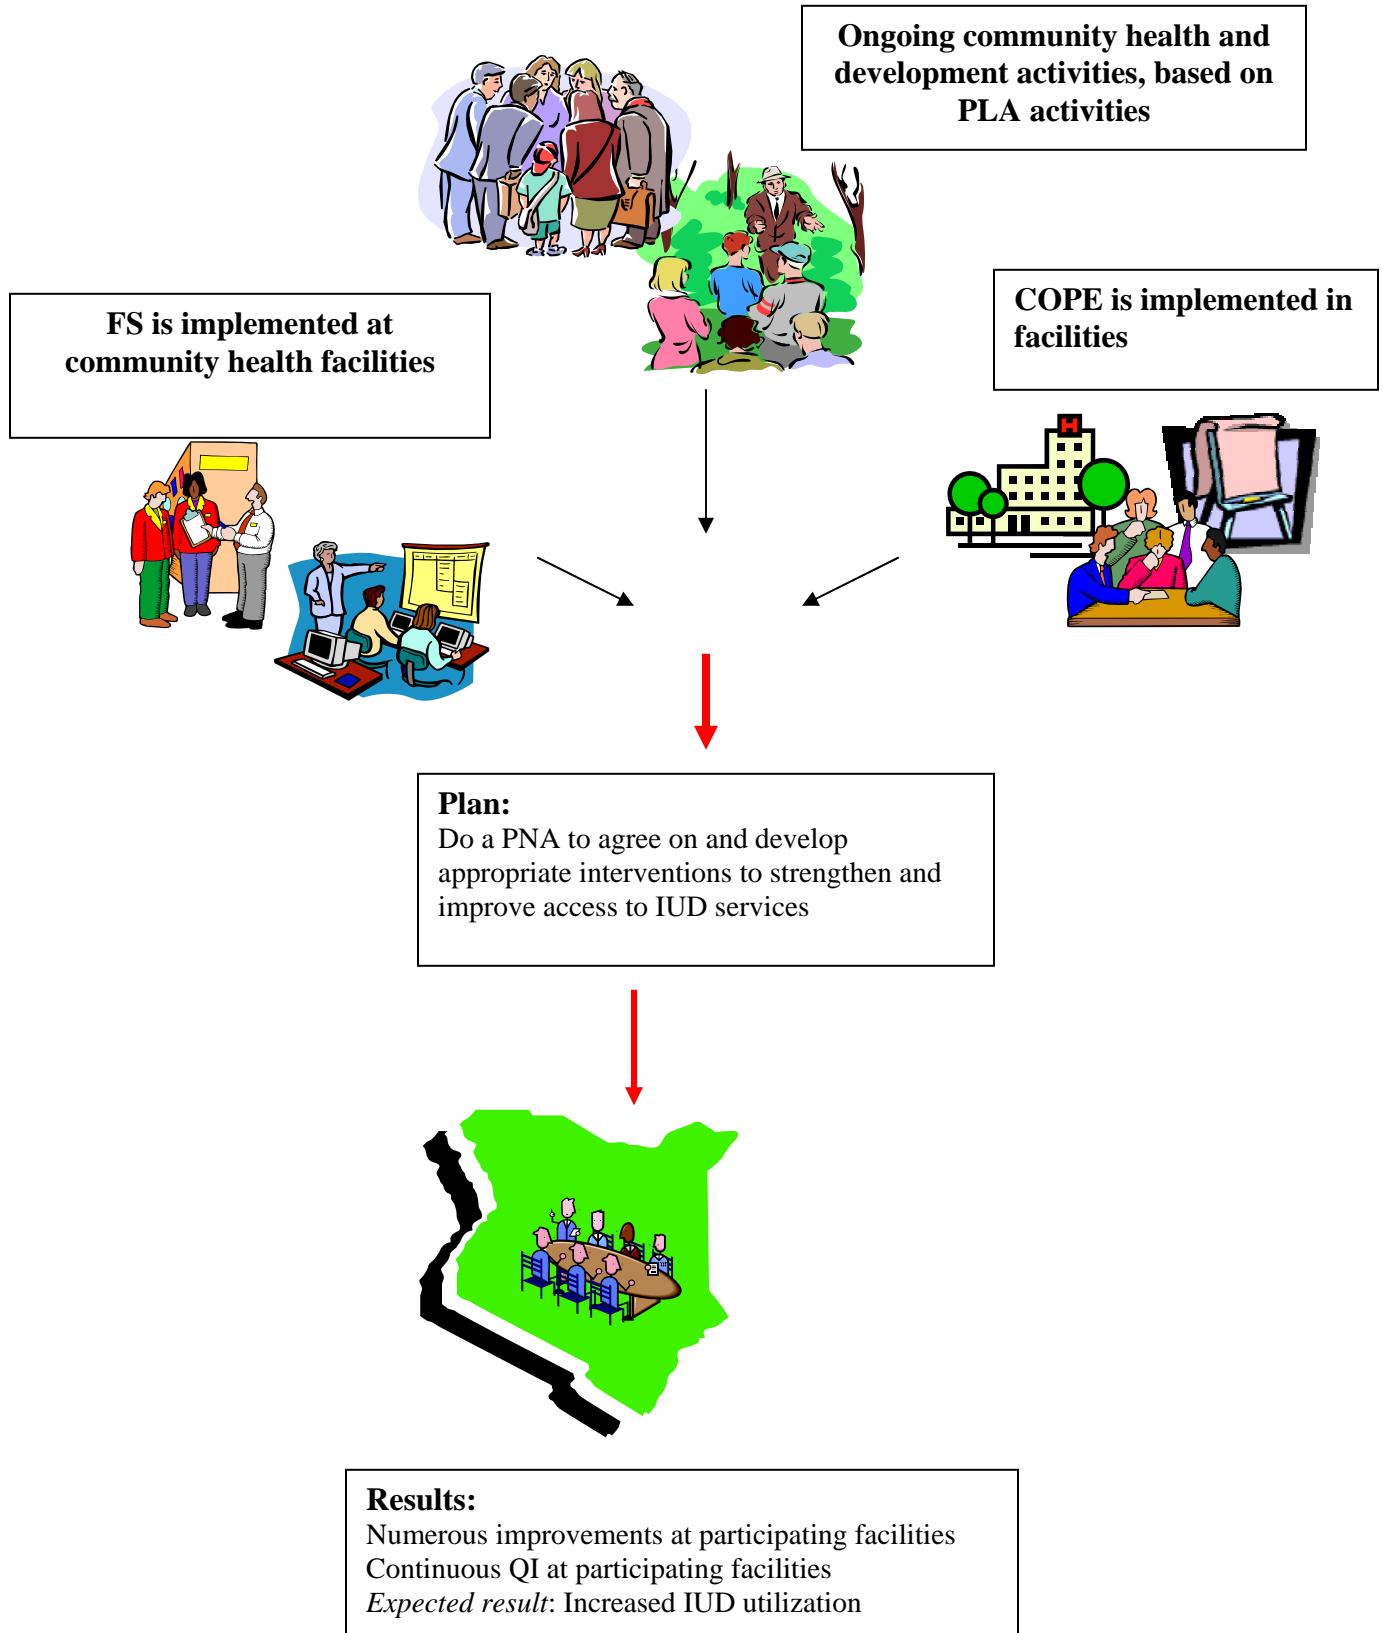 Ongoing community health and
development activities, based on
PLA activities
FS is implemented at
community health facilities
COPE is implemented in
facilities
H
Plan:
Do a PNA to agree on and develop
appropriate interventions to strengthen and
improve access to IUD services
Results:
Numerous improvements at participating facilities
Continuous QI at participating facilities
Expected result: Increased IUD utilization